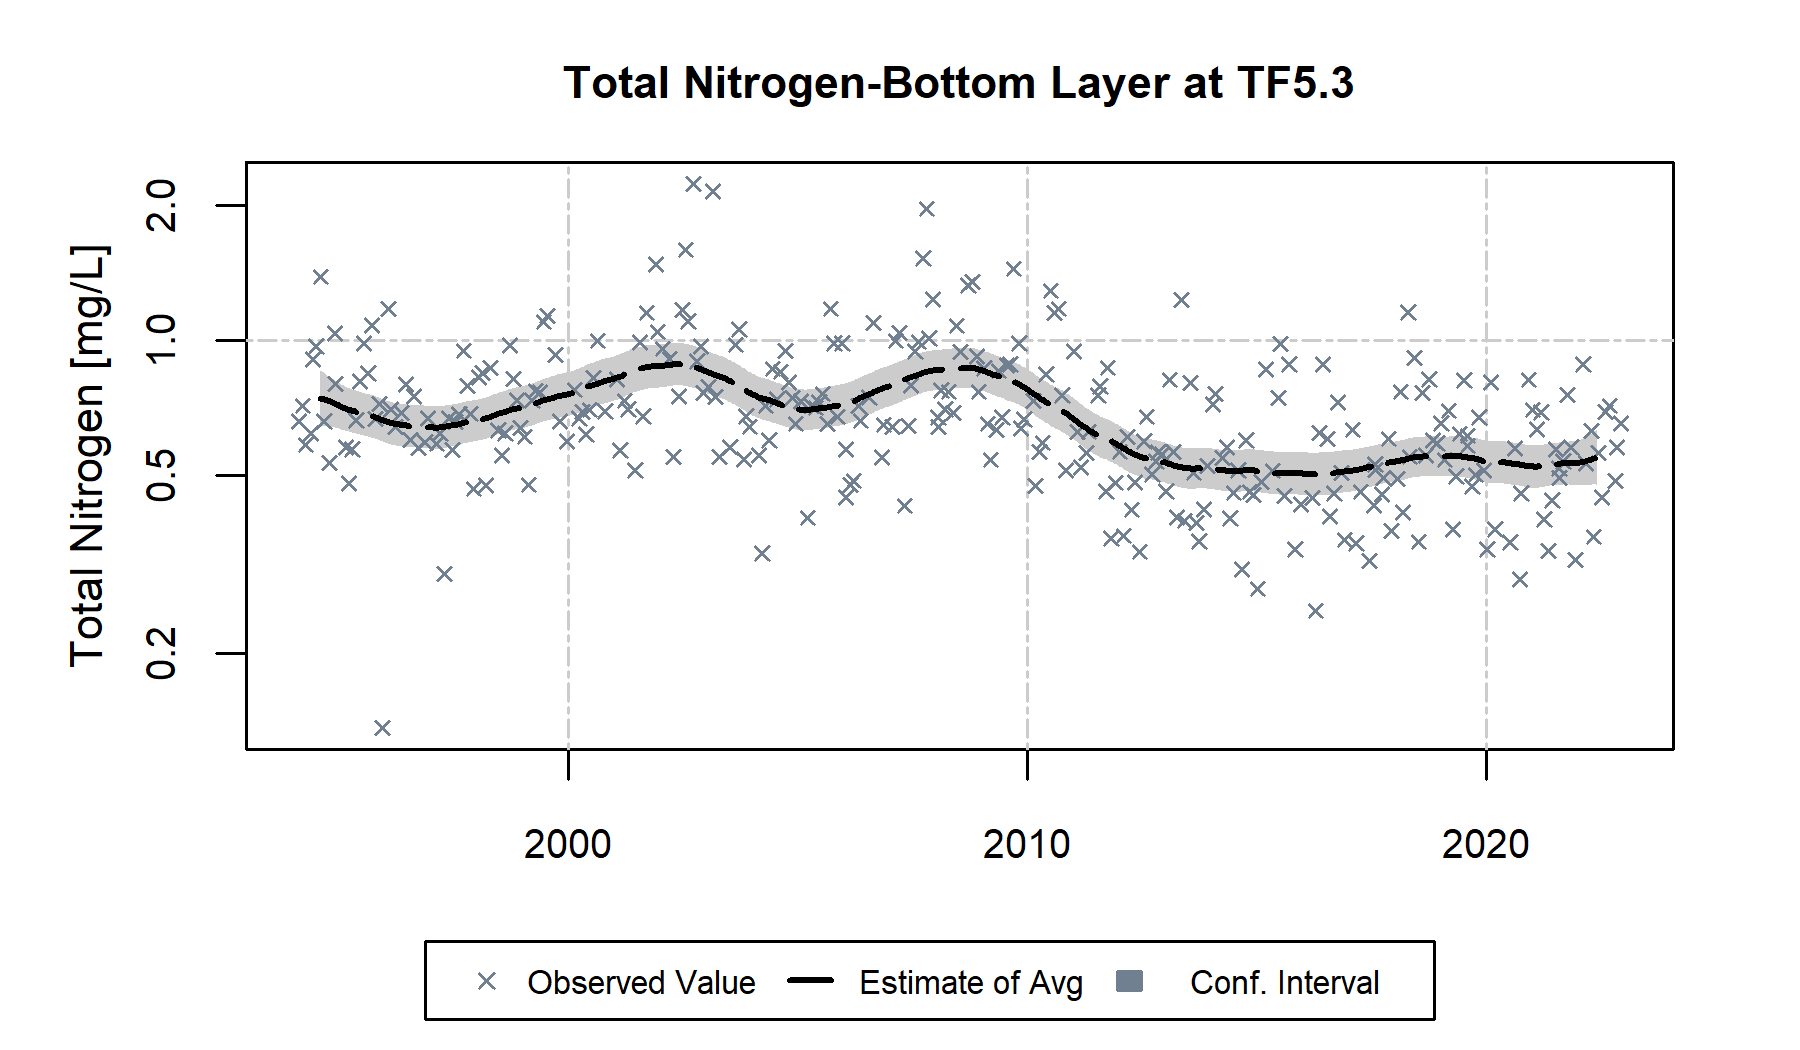 Total Nitrogen-Bottom Layer at TF5.3
Total Nitrogen [mg/L]
2.0
1.0
0.5
0.2
2000 2010 2020
Observed Value Estimate of Avg Conf. Interval